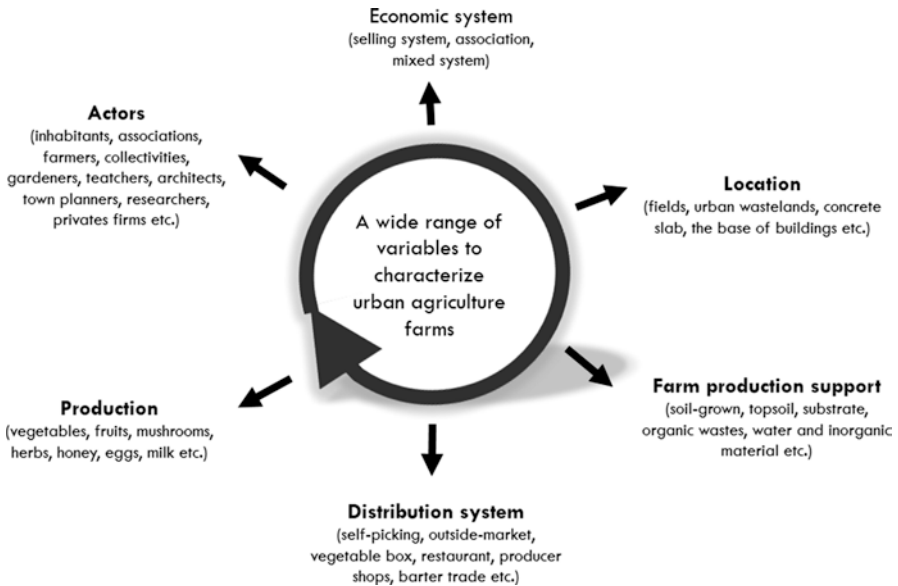 Economic system
(selling system, association,
mixed system)
Actors
(inhabitants, associations,
farmers, collectivities,
gardeners, teatchers, architects,
town planners, researchers,
privates firms etc.)
Location
(fields, urban wastelands, concrete
slab, the base of buildings etc.)
A wide range of
variables to
characterize
urban agriculture
farms
Farm production support
(soil-grown, topsoil, substrate,
organic wastes, water and inorganic
material etc.)
Production
(vegetables, fruits, mushrooms,
herbs, honey, eggs, milk etc.)
Distribution system
(self-picking, outside-market,
vegetable box, restaurant, producer
shops, barter trade etc.)